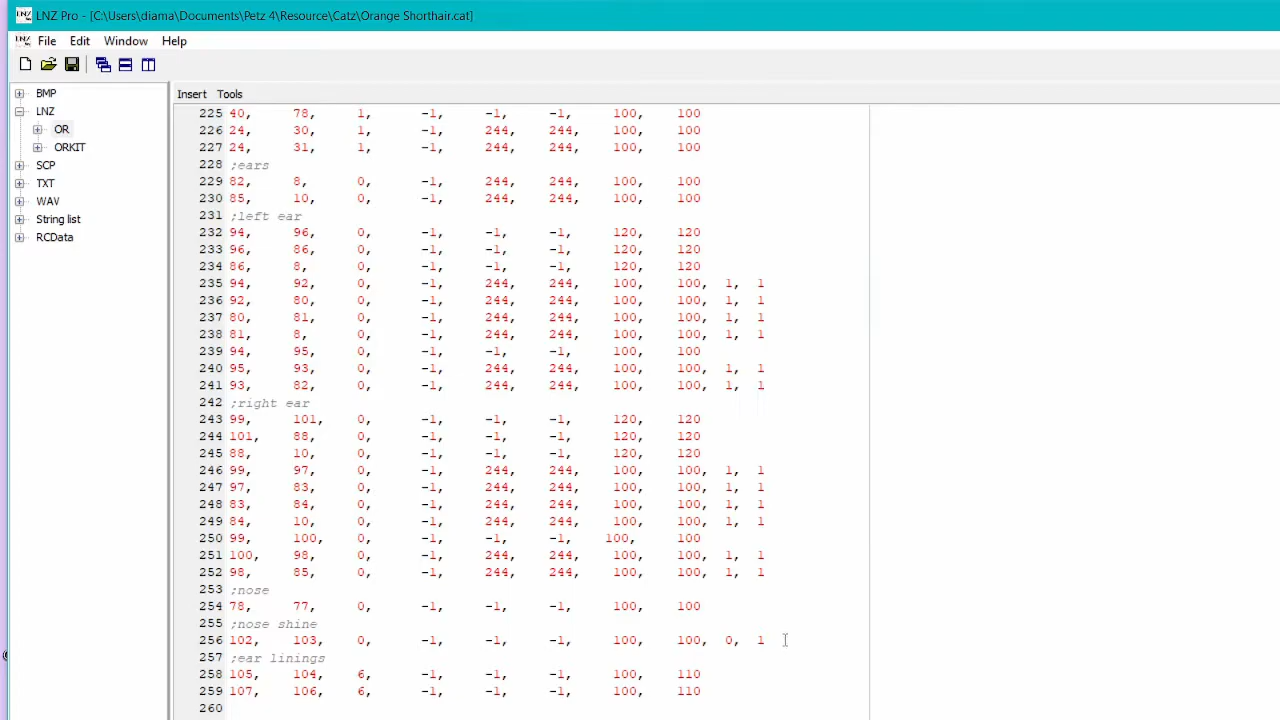 LNZ Pro - [C:\Users\diama\Documents\Petz 4\Resource\Catz\Orange Shorthair.cat]
File Edit Window Help
BMP
LNZ
OR
ORKIT
SCP
TXT
WAV
String list
RCData
Insert Tools
225 40, 78, 1, -1, -1, -1, 100, 100
226 24, 30, 1, -1, 244, 244, 100, 100
227 24, 31, 1, -1, 244, 244, 100, 100
228 ;ears
229 82, 8, 0, -1, 244, 244, 100, 100
230 85, 10, 0, -1, 244, 244, 100, 100
231 ;left ear
232 94, 96, 0, -1, -1, -1, 120, 120
233 96, 86, 0, -1, -1, -1, 120, 120
234 86, 8, 0, -1, -1, -1, 120, 120
235 94, 92, 0, -1, 244, 244, 100, 100, 1, 1
236 92, 80, 0, -1, 244, 244, 100, 100, 1, 1
237 80, 81, 0, -1, 244, 244, 100, 100, 1, 1
238 81, 8, 0, -1, 244, 244, 100, 100, 1, 1
239 94, 95, 0, -1, -1, -1, 100, 100
240 95, 93, 0, -1, 244, 244, 100, 100, 1, 1
241 93, 82, 0, -1, 244, 244, 100, 100, 1, 1
242 ;right ear
243 99, 101, 0, -1, -1, -1, 120, 120
244 101, 88, 0, -1, -1, -1, 120, 120
245 88, 10, 0, -1, -1, -1, 120, 120
246 99, 97, 0, -1, 244, 244, 100, 100, 1, 1
247 97, 83, 0, -1, 244, 244, 100, 100, 1, 1
248 83, 84, 0, -1, 244, 244, 100, 100, 1, 1
249 84, 10, 0, -1, 244, 244, 100, 100, 1, 1
250 99, 100, 0, -1, -1, -1, 100, 100
251 100, 98, 0, -1, 244, 244, 100, 100, 1, 1
252 98, 85, 0, -1, 244, 244, 100, 100, 1, 1
253 ;nose
254 78, 77, 0, -1, -1, -1, 100, 100
255 ;nose shine
256 102, 103, 0, -1, -1, -1, 100, 100, 0, 1
257 ;ear linings
258 105, 104, 6, -1, -1, -1, 100, 110
259 107, 106, 6, -1, -1, -1, 100, 110
260